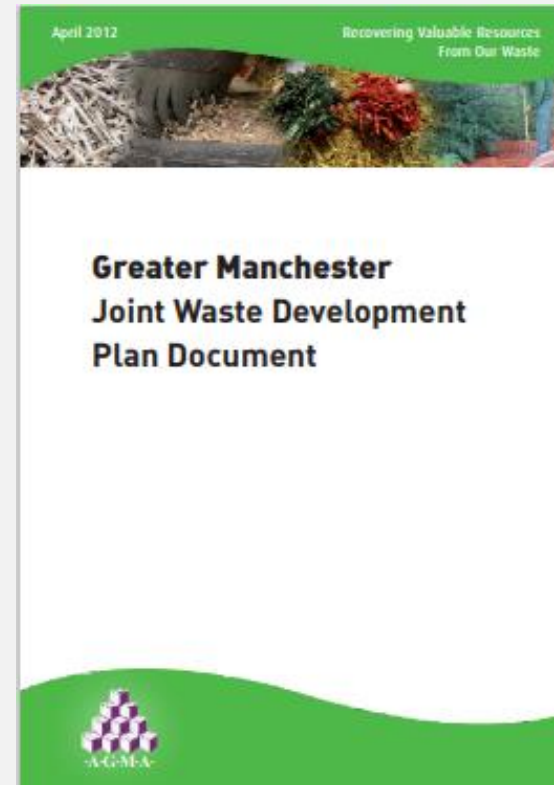 April 2012
Recovering Valuable Resources
From Our Waste
Greater Manchester
Joint Waste Development
Plan Document
·A·G·M·A·